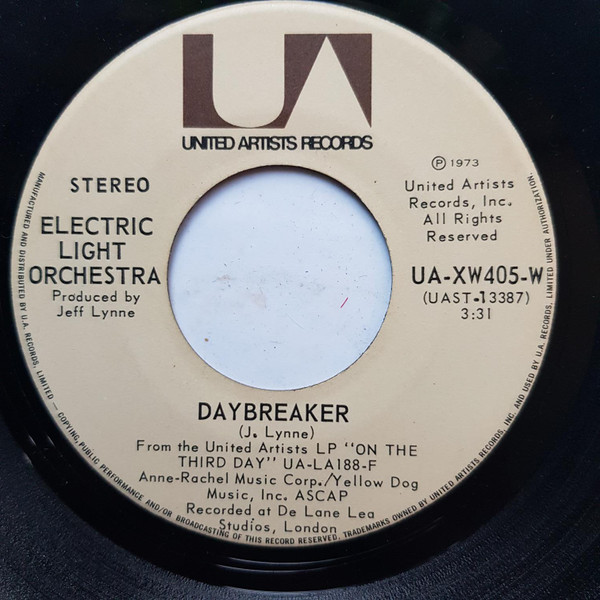 UA
UNITED ARTISTS RECORDS
STEREO
ELECTRIC
LIGHT
ORCHESTRA
Produced by
Jeff Lynne
Ⓟ 1973
United Artists
Records, Inc.
All Rights
Reserved
UA-XW405-W
(UAST-13387)
3:31
DAYBREAKER
(J. Lynne)
From the United Artists LP "ON THE
THIRD DAY" UA-LA188-F
Anne-Rachel Music Corp./Yellow Dog
Music, Inc. ASCAP
Recorded at De Lane Lea
Studios, London
MANUFACTURED AND DISTRIBUTED IN CANADA BY U.A. RECORDS, LIMITED — COPYING, PUBLIC PERFORMANCE AND/OR BROADCASTING OF THIS RECORD RESERVED. TRADEMARKS OWNED BY UNITED ARTISTS RECORDS, INC. AND USED BY U.A. RECORDS, LIMITED UNDER AUTHORIZATION.